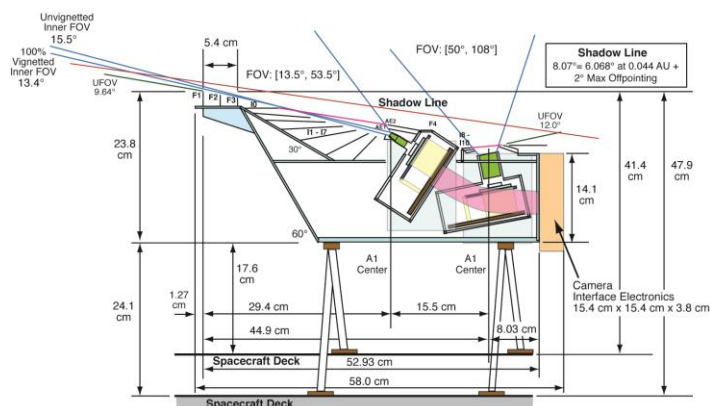 Unvignetted
Inner FOV
15.5°
100%
Vignetted
Inner FOV
13.4°
UFOV
9.64°
5.4 cm
FOV: [13.5°, 53.5°]
FOV: [50°, 108°]
Shadow Line
8.07°= 6.068° at 0.044 AU +
2° Max Offpointing
Shadow Line
F1
F2
F3
I0
AE2
F4
I8 -
UFOV
12.0°
I1 - I7
30°
60°
23.8
cm
14.1
cm
41.4
cm
47.9
cm
A1
Center
A1
Center
Camera
Interface Electronics
15.4 cm x 15.4 cm x 3.8 cm
17.6
cm
24.1
cm
1.27
cm
29.4 cm
15.5 cm
44.9 cm
8.03 cm
Spacecraft Deck
52.93 cm
58.0 cm
Spacecraft Deck